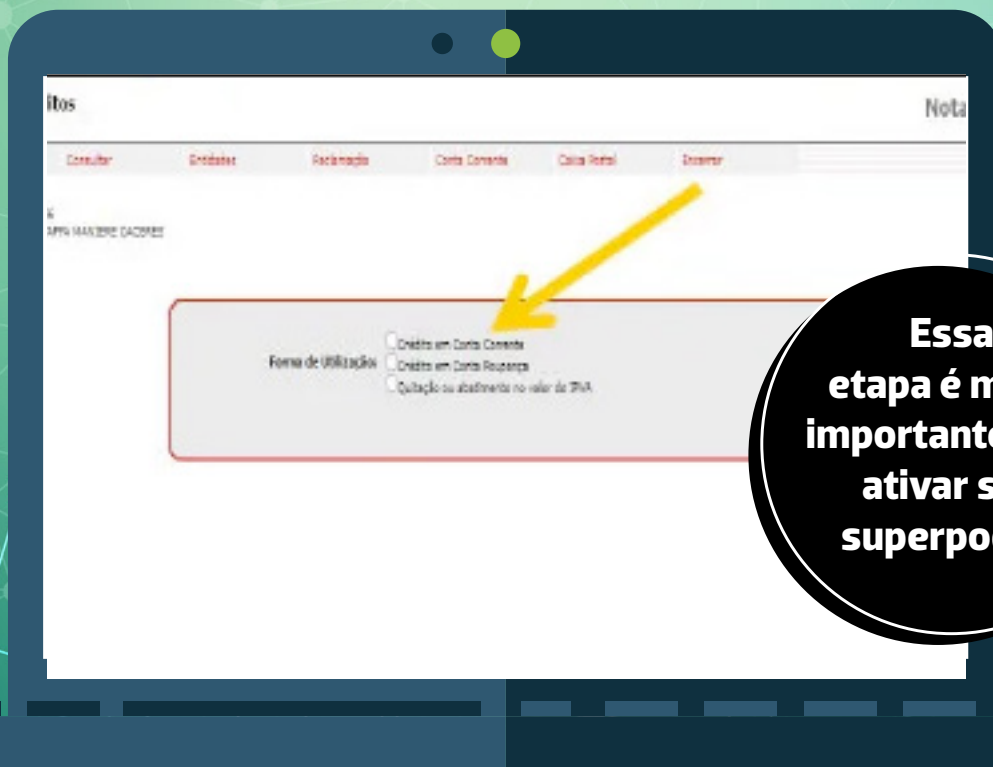 itos
Nota
Consultar Entidades Reclamação Conta Corrente Caixa Postal Encerrar
Crédito em Conta Corrente
Forma de Utilização: Crédito em Conta Poupança
Quitação ou abatimento no valor do IPVA
Essa
etapa é m
importante
ativar s
superpo